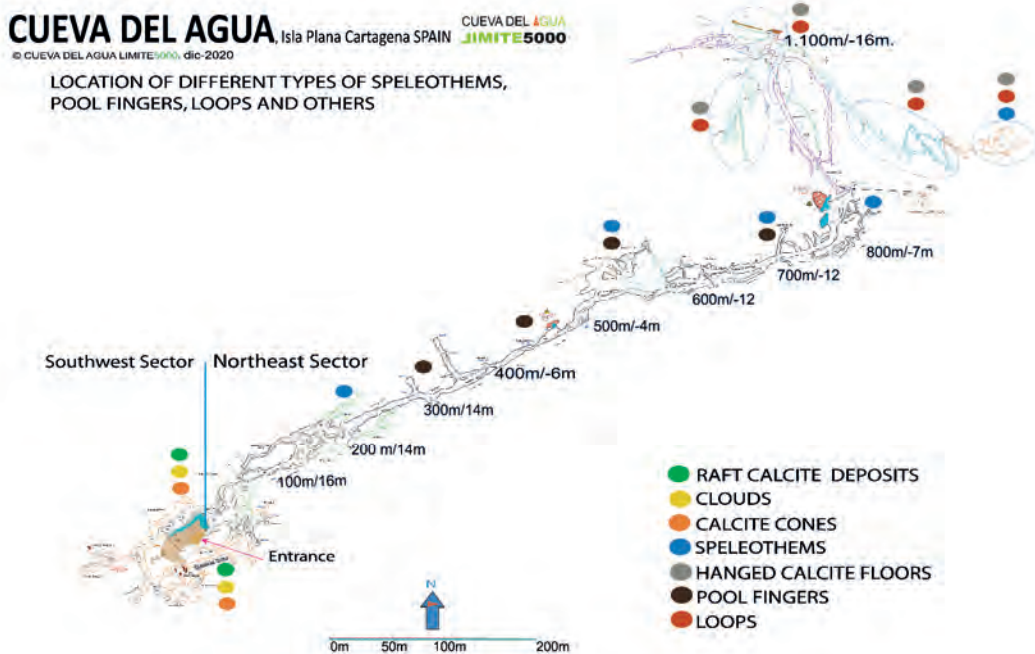 CUEVA DEL AGUA, Isla Plana Cartagena SPAIN
CUEVA DEL AGUA
LIMITE5000
© CUEVA DEL AGUA LIMITE5000, dic-2020
LOCATION OF DIFFERENT TYPES OF SPELEOTHEMS,
POOL FINGERS, LOOPS AND OTHERS
1.100m/-16m.
800m/-7m
700m/-12
600m/-12
500m/-4m
400m/-6m
300m/14m
200 m/14m
100m/16m
Southwest Sector
Northeast Sector
Entrance
RAFT CALCITE DEPOSITS
CLOUDS
CALCITE CONES
SPELEOTHEMS
HANGED CALCITE FLOORS
POOL FINGERS
LOOPS
N
0m 50m 100m 200m